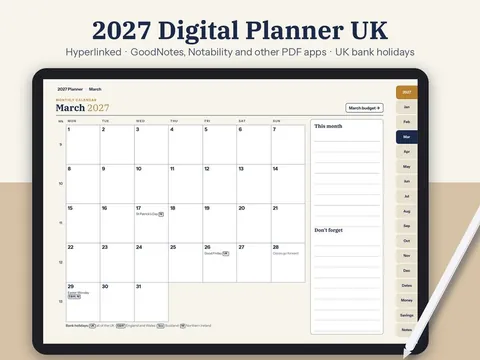 2027 Digital Planner UK
Hyperlinked · GoodNotes, Notability and other PDF apps · UK bank holidays
2027 Planner · March
MONTHLY CALENDAR
March 2027
March budget →
MON TUE WED THU FRI SAT SUN
This month
9 1 2 3 4 5 6 7
10 8 9 10 11 12 13 14
11 15 16 17 18 19 20 21
St Patrick's Day
Don't forget
12 22 23 24 25 26 27 28
Good Friday UK
13 29 30 31
Easter Monday
Bank holidays:
2027
Jan
Feb
Mar
Apr
May
Jun
Jul
Aug
Sep
Oct
Nov
Dec
Dates
Money
Savings
Notes